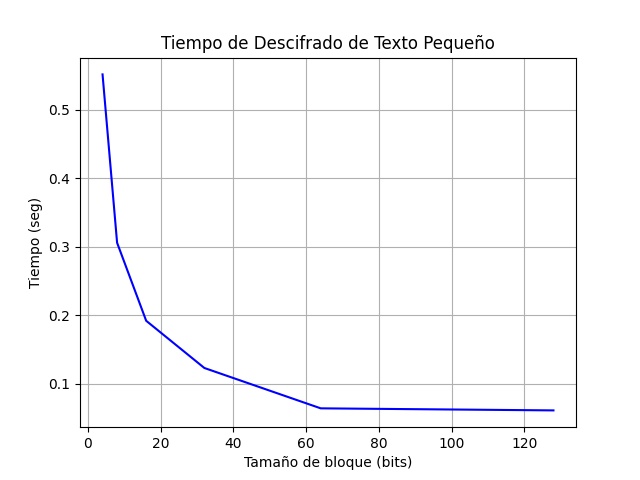 Tiempo de Descifrado de Texto Pequeño
0.5
0.4
0.3
0.2
0.1
Tiempo (seg)
0 20 40 60 80 100 120
Tamaño de bloque (bits)